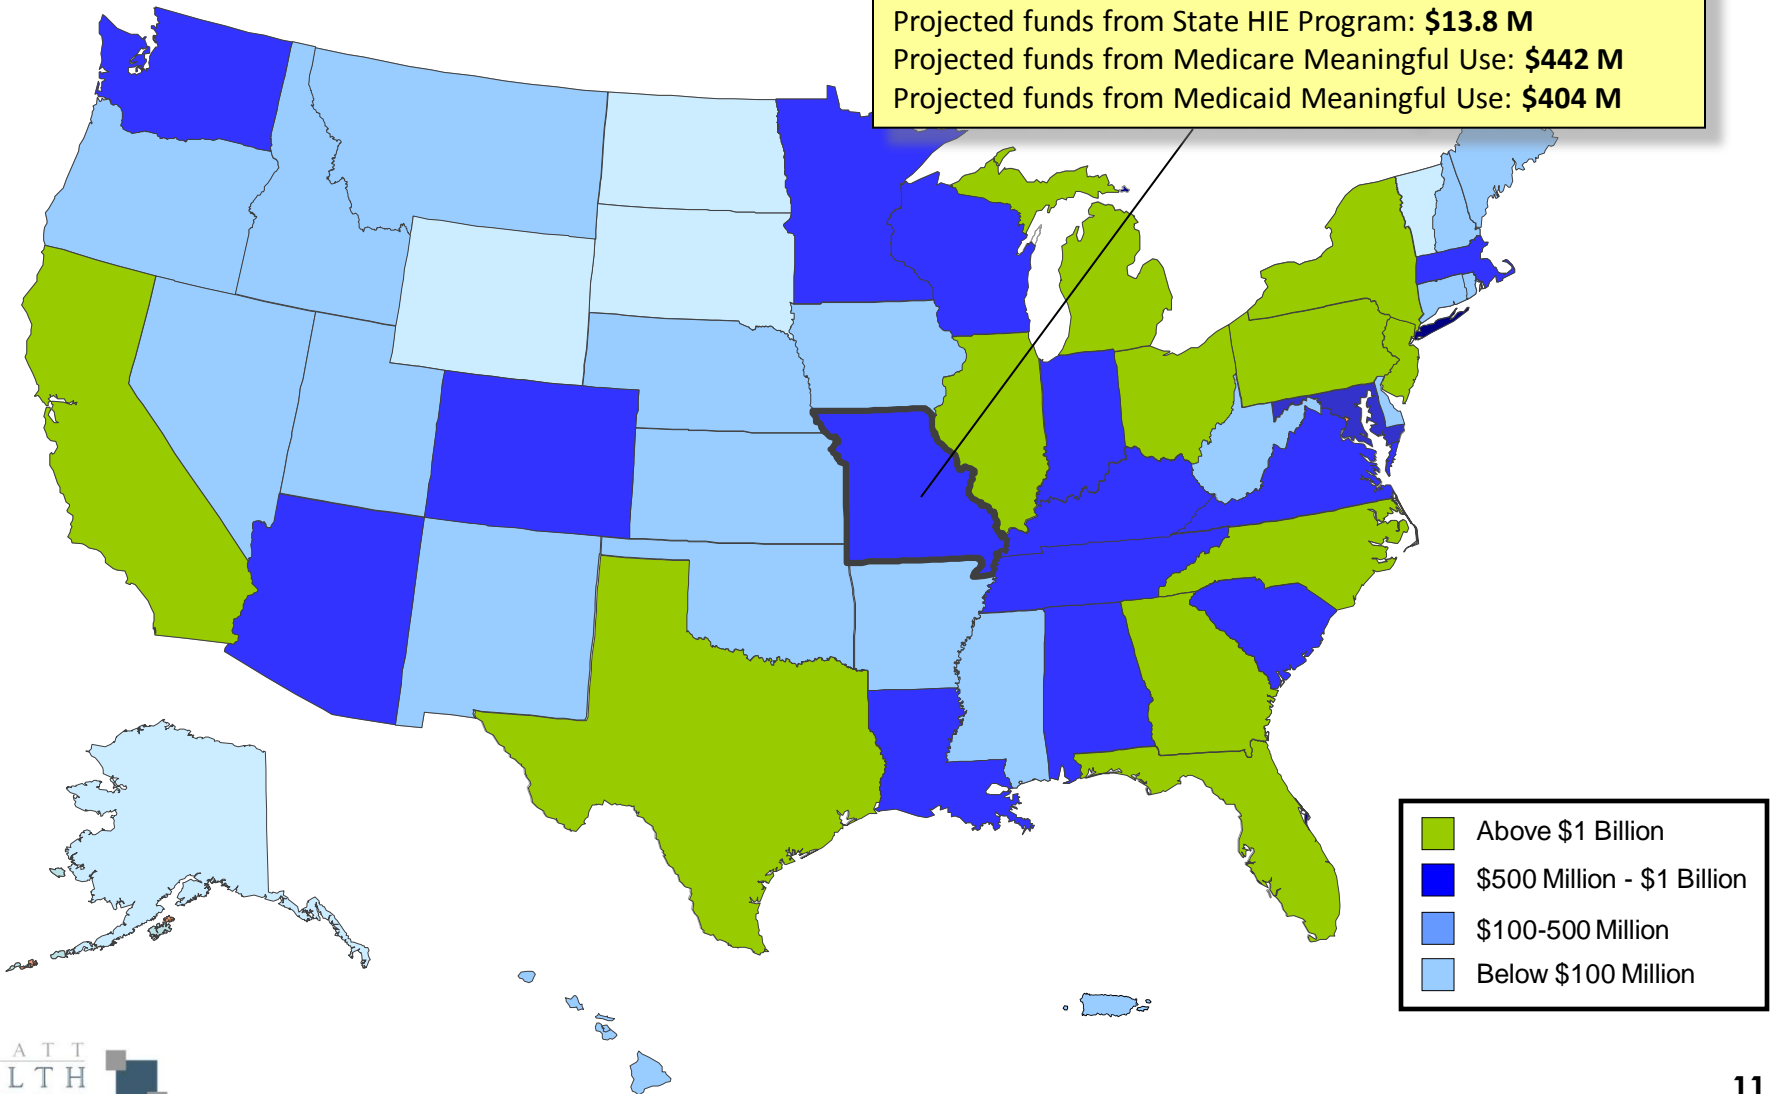 Projected funds from State HIE Program: $13.8 M
Projected funds from Medicare Meaningful Use: $442 M
Projected funds from Medicaid Meaningful Use: $404 M
Above $1 Billion
$500 Million - $1 Billion
$100-500 Million
Below $100 Million
A T T
L T H
11